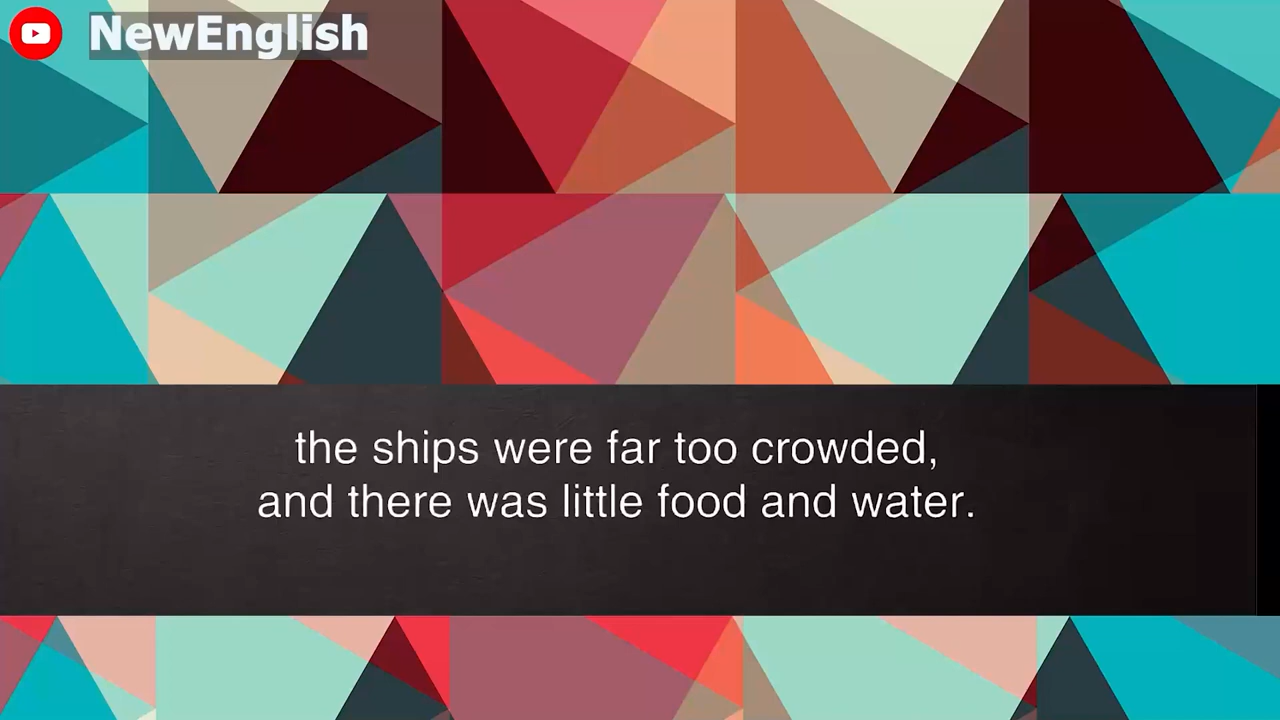 NewEnglish
the ships were far too crowded,
and there was little food and water.